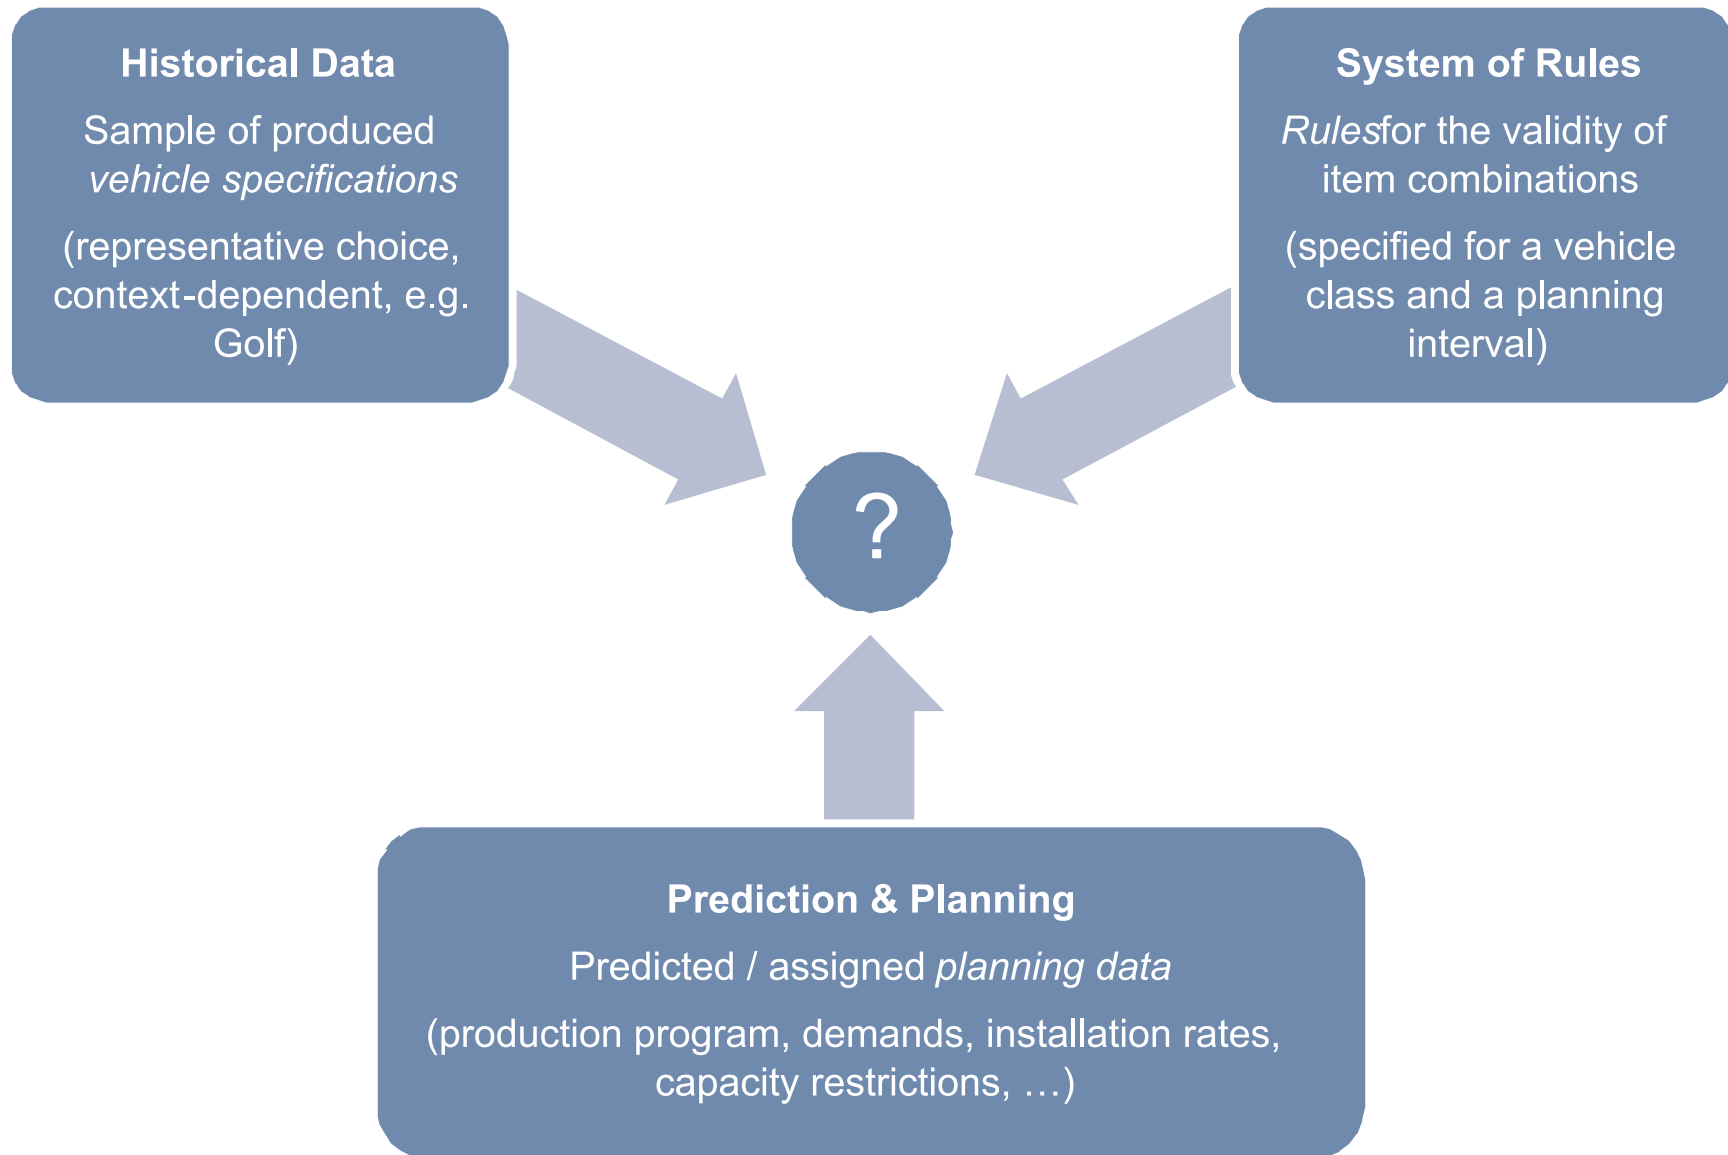 Historical Data
Sample of produced
vehicle specifications
(representative choice,
context-dependent, e.g.
Golf)
System of Rules
Rulesfor the validity of
item combinations
(specified for a vehicle
class and a planning
interval)
?
Prediction & Planning
Predicted / assigned planning data
(production program, demands, installation rates,
capacity restrictions, …)